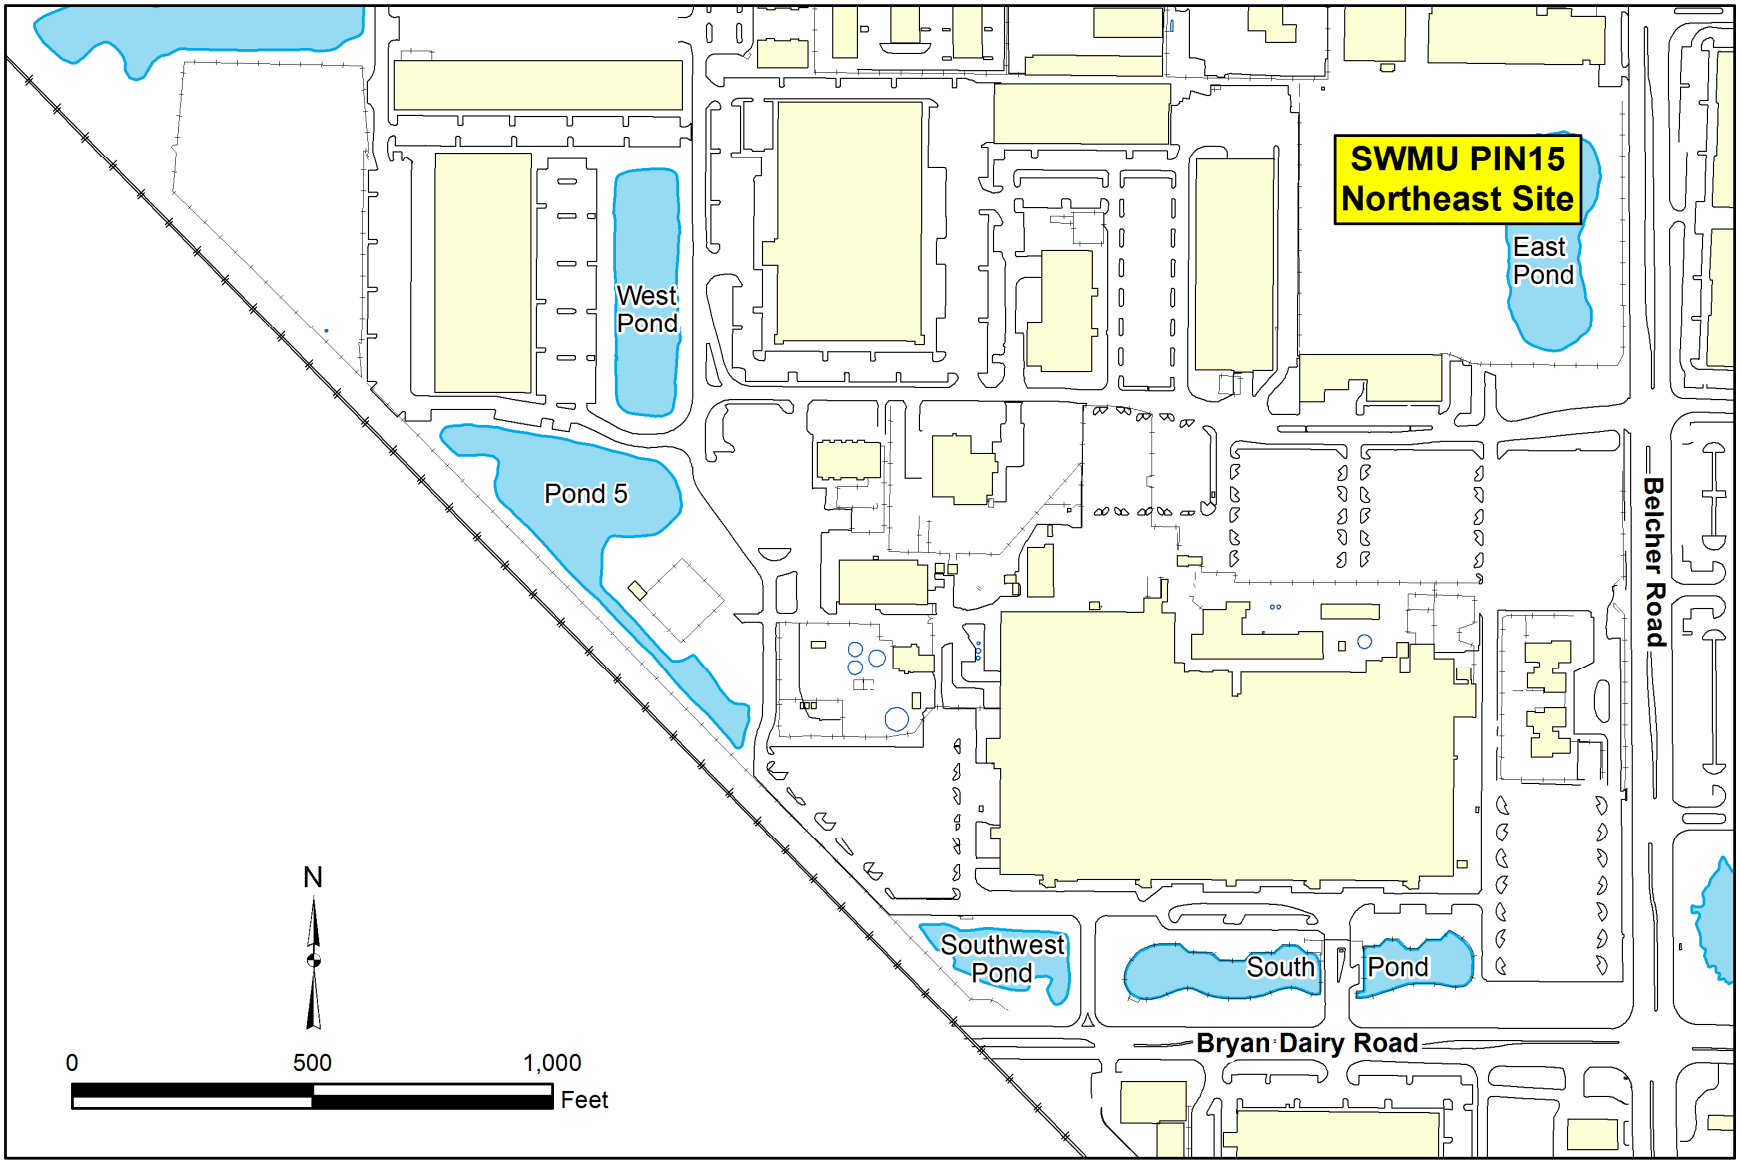 SWMU PIN15
Northeast Site
East
Pond
West
Pond
Pond 5
Belcher Road
N
Southwest
Pond
South Pond
Bryan Dairy Road
0 500 1,000
Feet